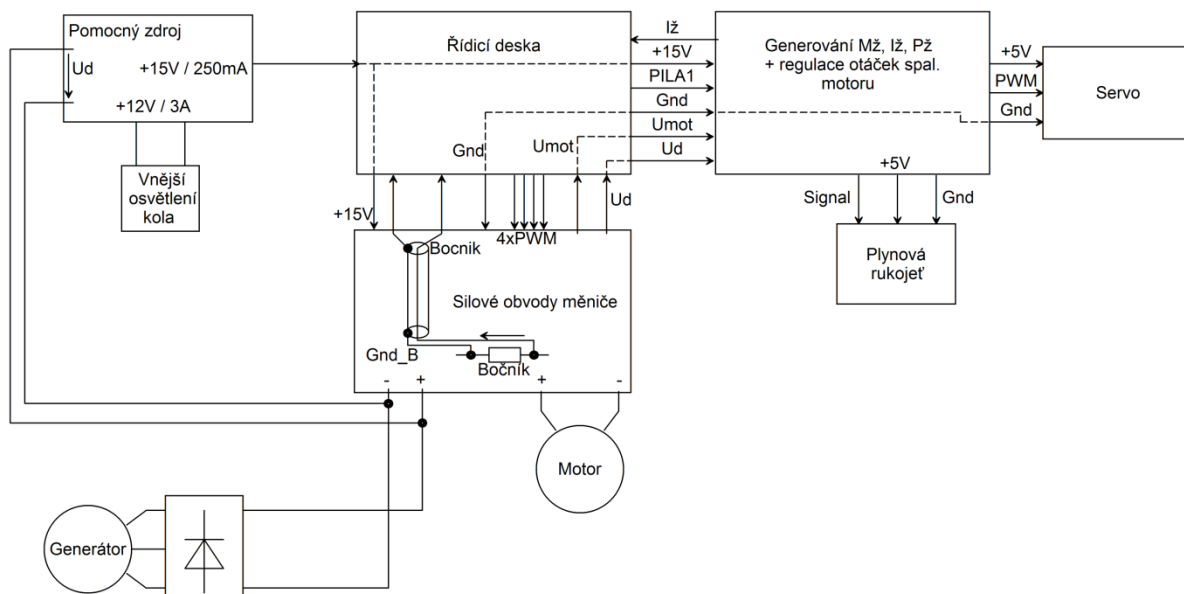 Pomocný zdroj
Ud
+15V / 250mA
+12V / 3A
Vnější
osvětlení
kola
Řídicí deska
Iž
+15V
PILA1
Gnd
Umot
Ud
Generování Mž, Iž, Pž
+ regulace otáček spal.
motoru
+5V
PWM
Gnd
Servo
+5V
Signal
Gnd
Plynová
rukojeť
Gnd
Umot
Ud
+15V
4xPWM
Bocnik
Silové obvody měniče
Gnd_B
Bočník
-
+
+
-
Motor
Generátor